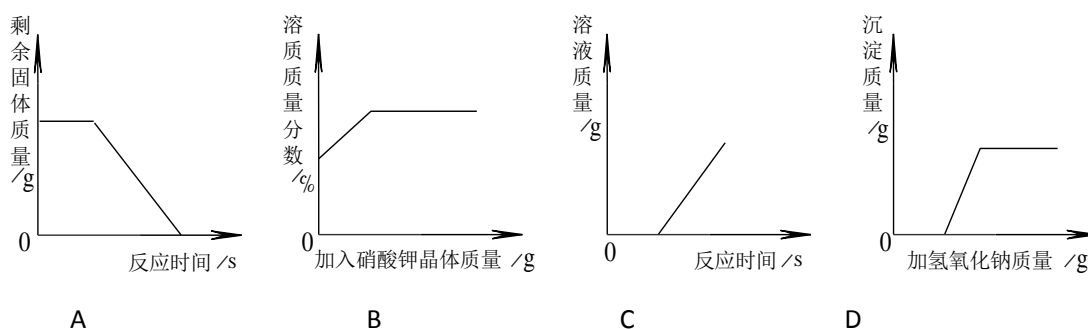 剩余固体质量/g
0
反应时间/s
A
溶质质量分数/%
0
加入硝酸钾晶体质量/g
B
溶液质量/g
0
反应时间/s
C
沉淀质量/g
0
加氢氧化钠质量/g
D